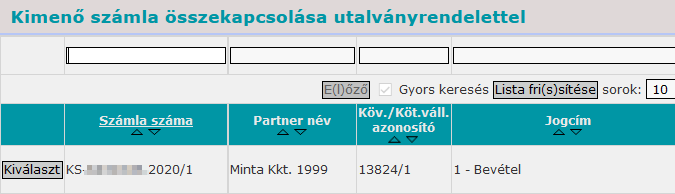 Kimenő számla összekapcsolása utalványrendelettel
E(l)őző Gyors keresés Lista fri(s)sítése sorok: 10
Számla száma Partner név Köv./Köt.váll. azonosító Jogcím
Kiválaszt KS- 2020/1 Minta Kkt. 1999 13824/1 1 - Bevétel